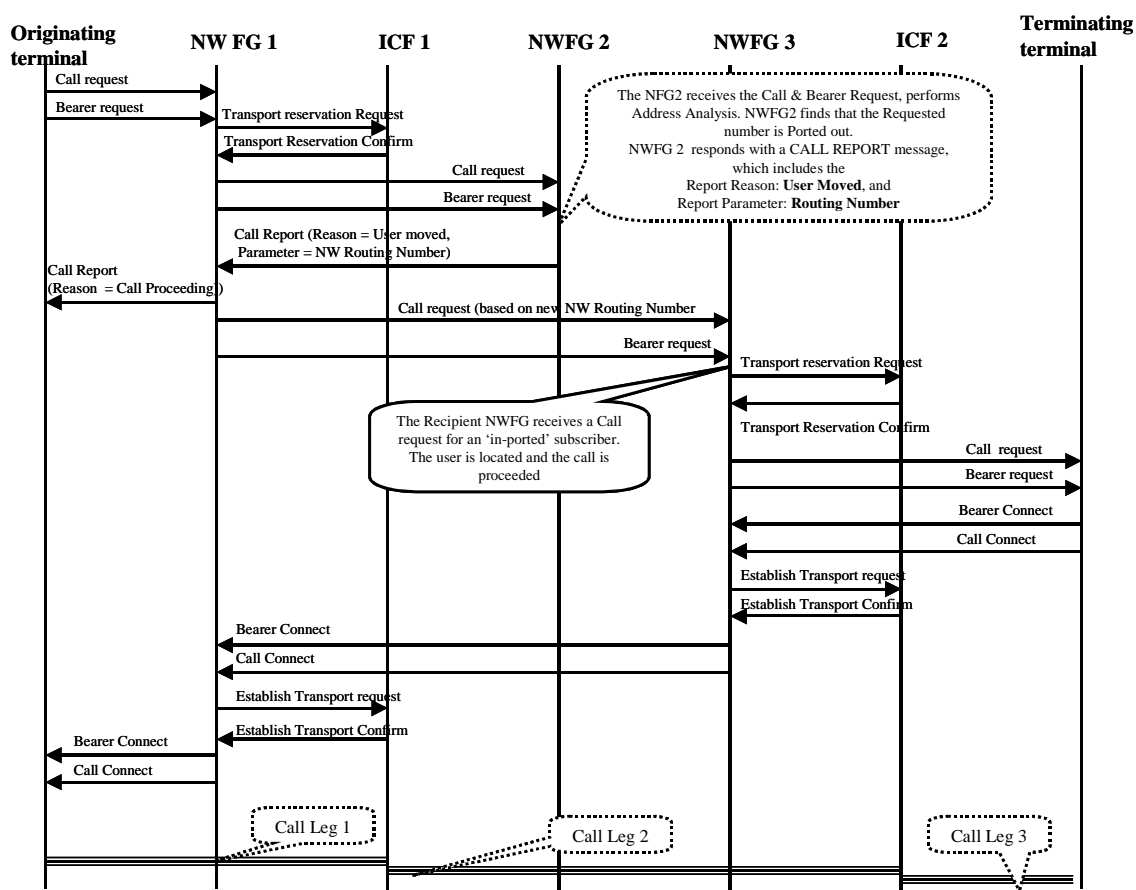 Originating
terminal
NW FG 1
ICF 1
NWFG 2
NWFG 3
ICF 2
Terminating
terminal
Call request
Bearer request
Transport reservation Request
Transport Reservation Confirm
Call request
Bearer request
The NFG2 receives the Call & Bearer Request, performs
Address Analysis. NWFG2 finds that the Requested
number is Ported out.
NWFG 2 responds with a CALL REPORT message,
which includes the
Report Reason: User Moved, and
Report Parameter: Routing Number
Call Report (Reason = User moved,
Parameter = NW Routing Number)
Call Report
(Reason = Call Proceeding])
Call request (based on new NW Routing Number
Bearer request
Transport reservation Request
The Recipient NWFG receives a Call
request for an ‘in-ported’ subscriber.
The user is located and the call is
proceeded
Transport Reservation Confirm
Call request
Bearer request
Bearer Connect
Call Connect
Establish Transport request
Establish Transport Confirm
Bearer Connect
Call Connect
Establish Transport request
Establish Transport Confirm
Bearer Connect
Call Connect
Call Leg 1
Call Leg 2
Call Leg 3